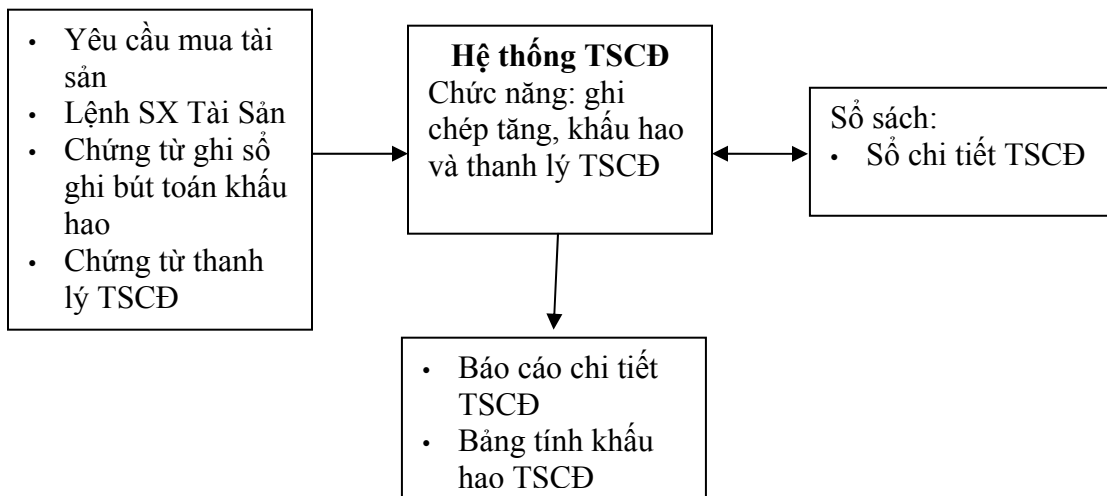 • Yêu cầu mua tài
sản
• Lệnh SX Tài Sản
• Chứng từ ghi sổ
ghi bút toán khấu
hao
• Chứng từ thanh
lý TSCĐ
Hệ thống TSCĐ
Chức năng: ghi
chép tăng, khấu hao
và thanh lý TSCĐ
Sổ sách:
• Sổ chi tiết TSCĐ
• Báo cáo chi tiết
TSCĐ
• Bảng tính khấu
hao TSCĐ